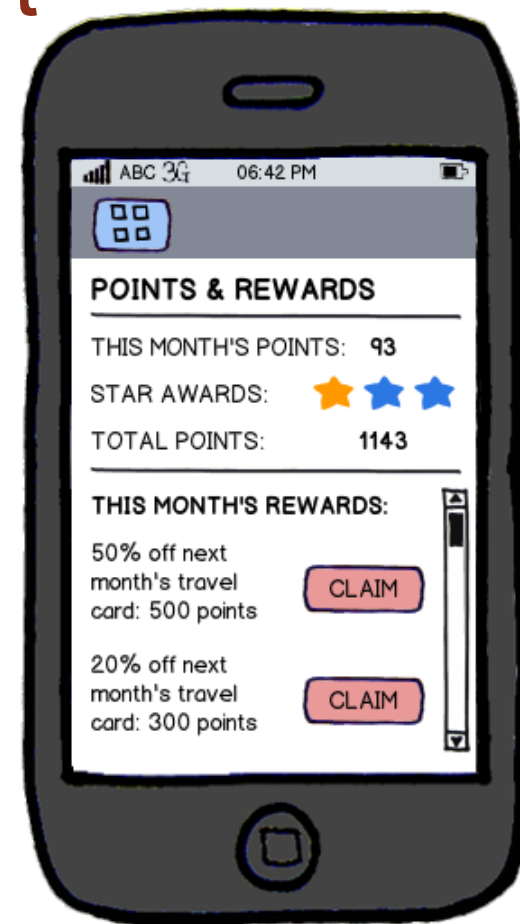 ABC 3G 06:42 PM
POINTS & REWARDS
THIS MONTH'S POINTS: 93
STAR AWARDS:
TOTAL POINTS: 1143
THIS MONTH'S REWARDS:
50% off next
month's travel
card: 500 points
CLAIM
20% off next
month's travel
card: 300 points
CLAIM